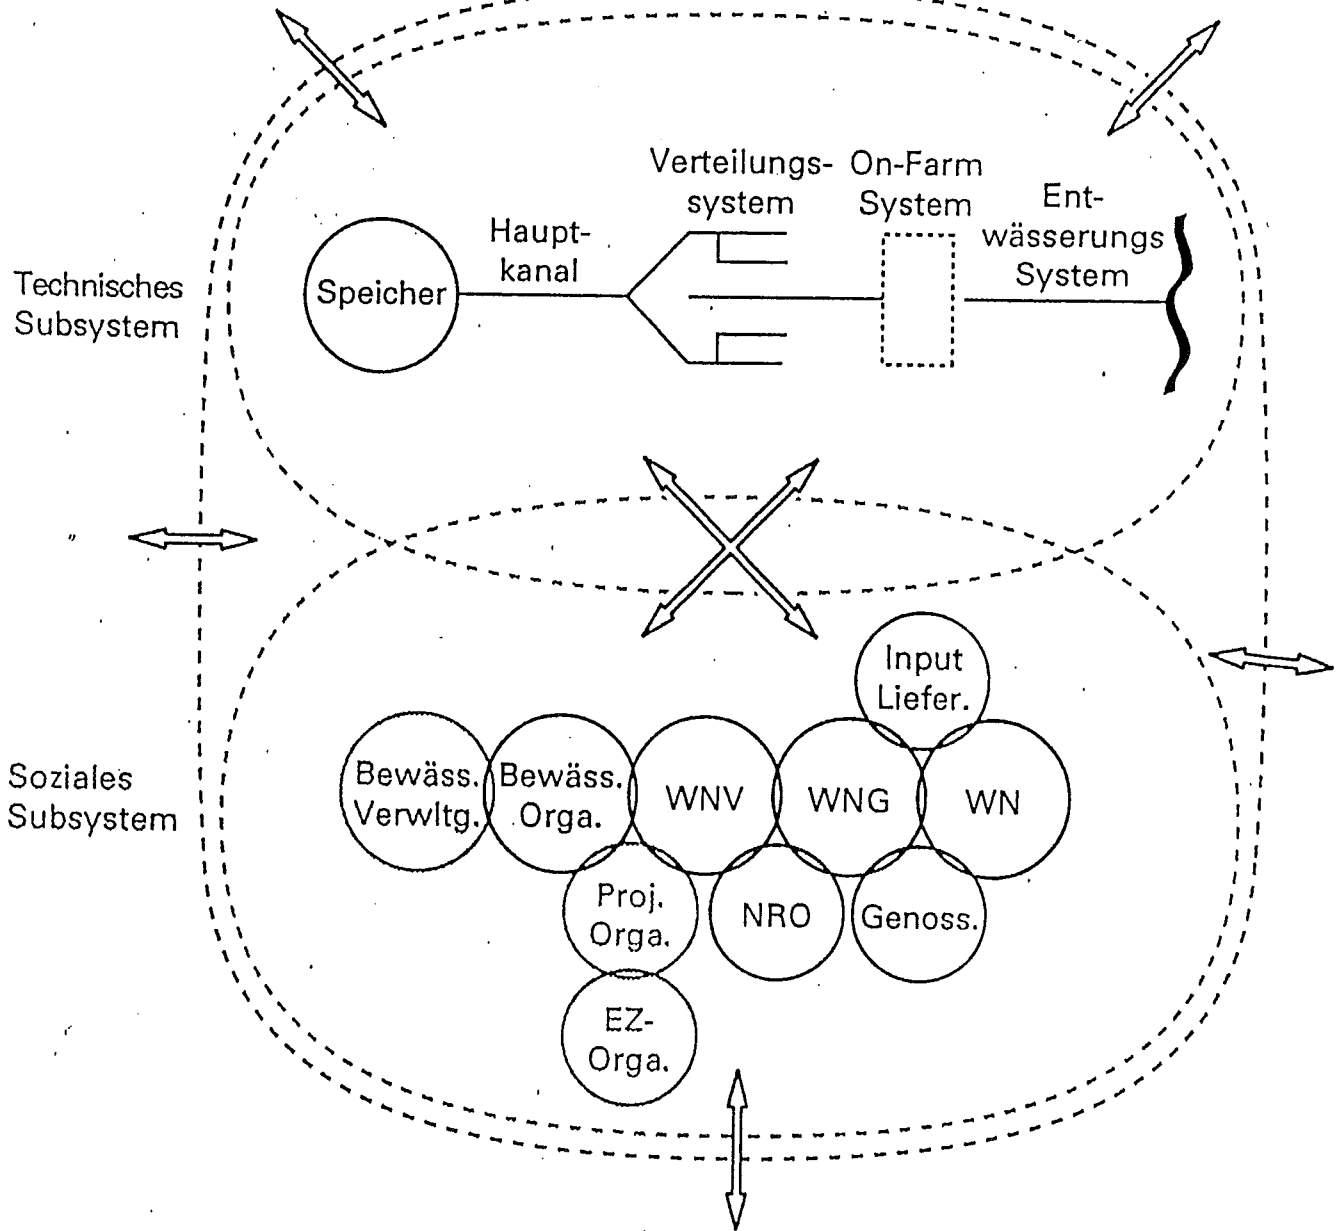 Verteilungs-
system
On-Farm
System
Ent-
wässerungs
System
Haupt-
kanal
Speicher
Technisches
Subsystem
Input
Liefer.
Soziales
Subsystem
Bewäss.
Verwltg.
Bewäss.
Orga.
WNV
WNG
WN
Proj.
Orga.
NRO
Genoss.
EZ-
Orga.